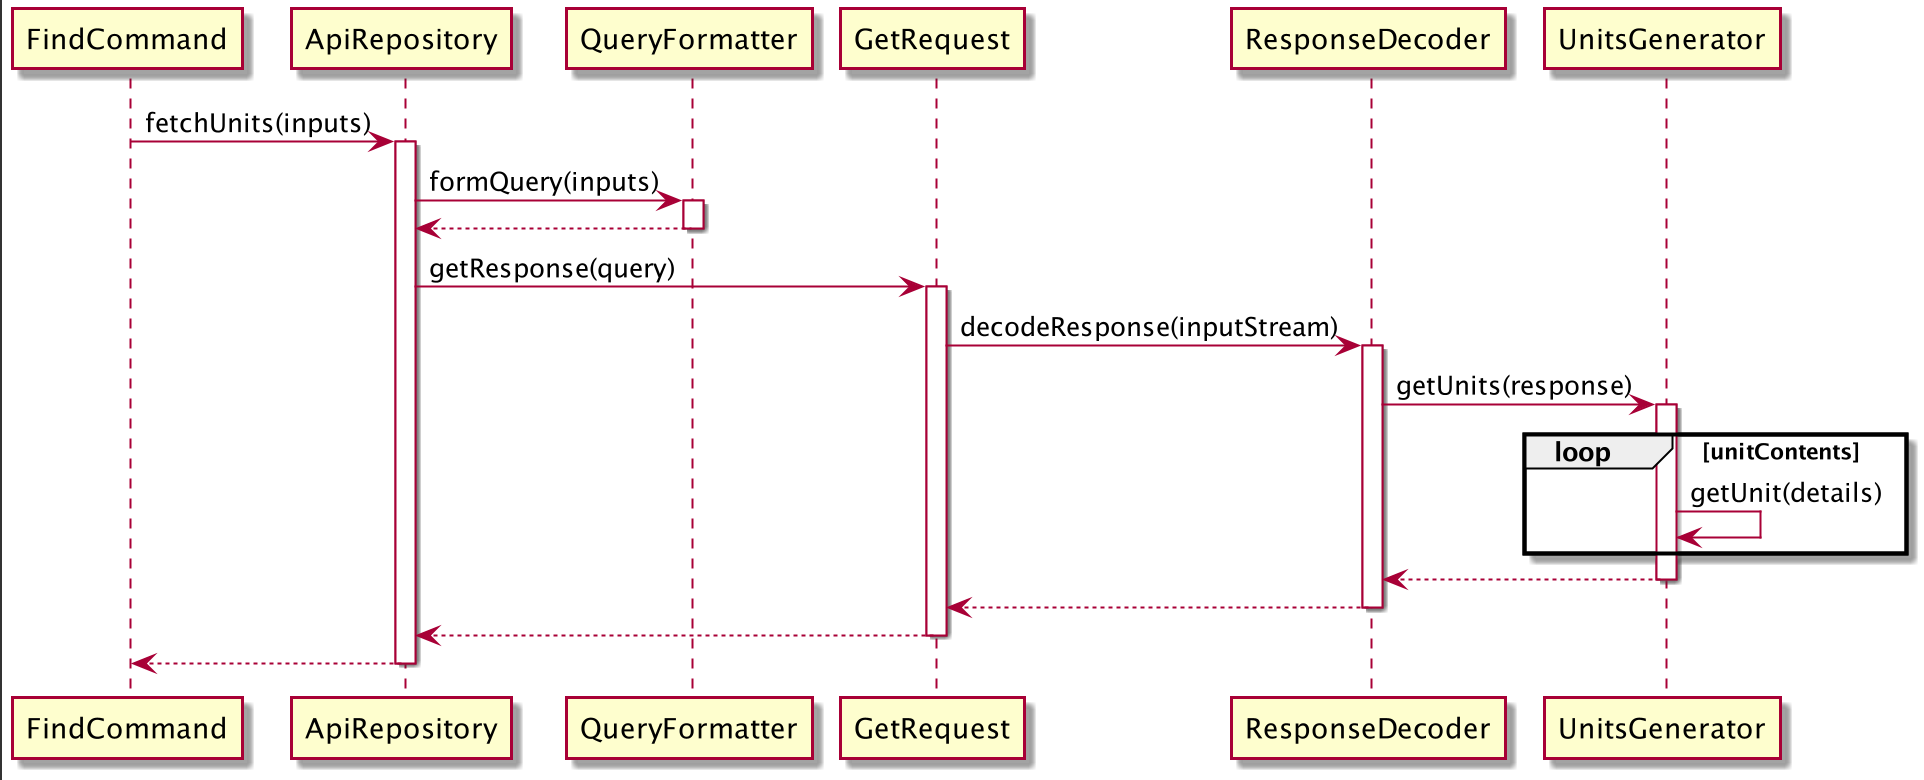 FindCommand
ApiRepository
QueryFormatter
GetRequest
ResponseDecoder
UnitsGenerator
fetchUnits(inputs)
formQuery(inputs)
getResponse(query)
decodeResponse(inputStream)
getUnits(response)
loop
[unitContents]
getUnit(details)
FindCommand
ApiRepository
QueryFormatter
GetRequest
ResponseDecoder
UnitsGenerator